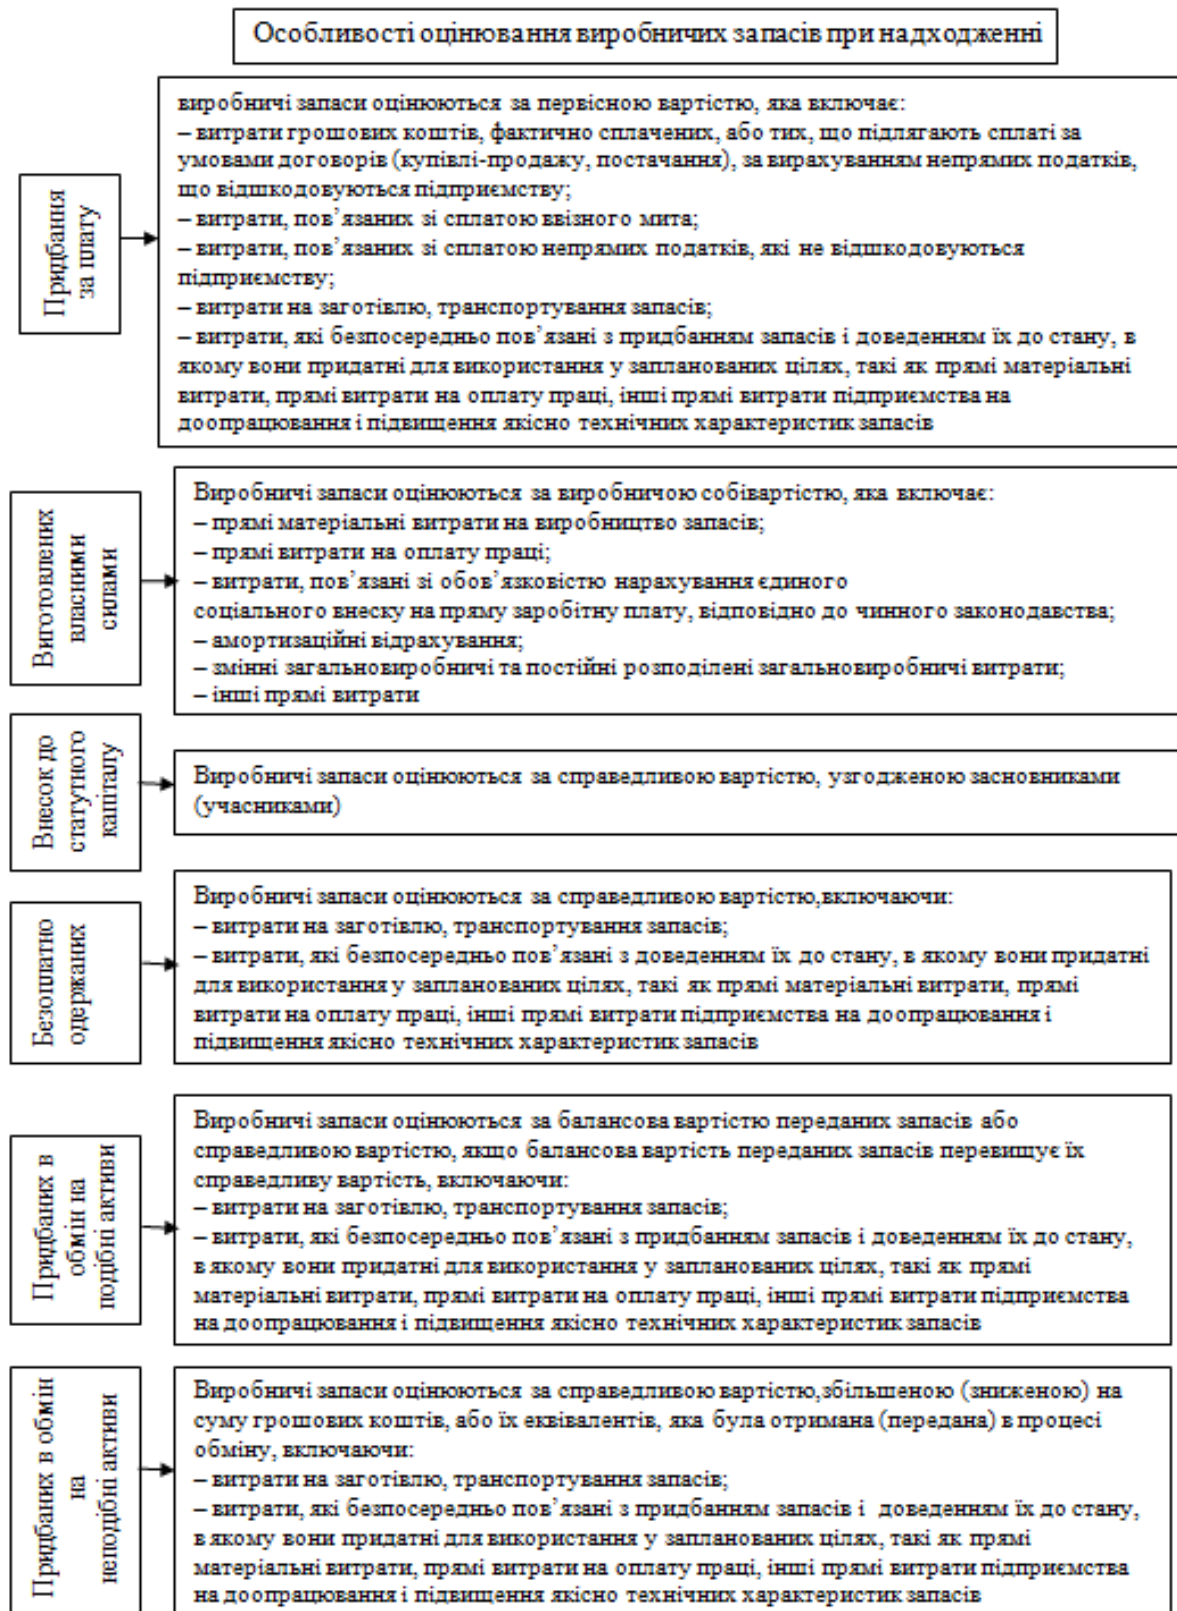 Особливості оцінювання виробничих запасів при надходженні
Придбання
за плату
виробничі запаси оцінюються за первісною вартістю, яка включає:
– витрати грошових коштів, фактично сплачених, або тих, що підлягають сплаті за
умовами договорів (купівлі-продажу, постачання), за вирахуванням непрямих податків,
що відшкодовуються підприємству;
– витрати, пов’язаних зі сплатою ввізного мита;
– витрати, пов’язаних зі сплатою непрямих податків, які не відшкодовуються
підприємству;
– витрати на заготівлю, транспортування запасів;
– витрати, які безпосередньо пов’язані з придбанням запасів і доведенням їх до стану, в
якому вони придатні для використання у запланованих цілях, такі як прямі матеріальні
витрати, прямі витрати на оплату праці, інші прямі витрати підприємства на
доопрацювання і підвищення якісно технічних характеристик запасів
Виготовлених
власними
силами
Виробничі запаси оцінюються за виробничою собівартістю, яка включає:
– прямі матеріальні витрати на виробництво запасів;
– прямі витрати на оплату праці;
– витрати, пов’язані зі обов’язковістю нарахування єдиного
соціального внеску на пряму заробітну плату, відповідно до чинного законодавства;
– амортизаційні відрахування;
– змінні загальновиробничі та постійні розподілені загальновиробничі витрати;
– інші прямі витрати
Внесок до
статутного
капіталу
Виробничі запаси оцінюються за справедливою вартістю, узгодженою засновниками
(учасниками)
Безоплатно
одержаних
Виробничі запаси оцінюються за справедливою вартістю,включаючи:
– витрати на заготівлю, транспортування запасів;
– витрати, які безпосередньо пов’язані з доведенням їх до стану, в якому вони придатні
для використання у запланованих цілях, такі як прямі матеріальні витрати, прямі
витрати на оплату праці, інші прямі витрати підприємства на доопрацювання і
підвищення якісно технічних характеристик запасів
Придбаних в
обмін на
подібні активи
Виробничі запаси оцінюються за балансова вартістю переданих запасів або
справедливою вартістю, якщо балансова вартість переданих запасів перевищує їх
справедливу вартість, включаючи:
– витрати на заготівлю, транспортування запасів;
– витрати, які безпосередньо пов’язані з придбанням запасів і доведенням їх до стану,
в якому вони придатні для використання у запланованих цілях, такі як прямі
матеріальні витрати, прямі витрати на оплату праці, інші прямі витрати підприємства
на доопрацювання і підвищення якісно технічних характеристик запасів
Придбаних в обмін
на
неподібні активи
Виробничі запаси оцінюються за справедливою вартістю,збільшеною (зниженою) на
суму грошових коштів, або їх еквівалентів, яка була отримана (передана) в процесі
обміну, включаючи:
– витрати на заготівлю, транспортування запасів;
– витрати, які безпосередньо пов’язані з придбанням запасів і доведенням їх до стану,
в якому вони придатні для використання у запланованих цілях, такі як прямі
матеріальні витрати, прямі витрати на оплату праці, інші прямі витрати підприємства
на доопрацювання і підвищення якісно технічних характеристик запасів